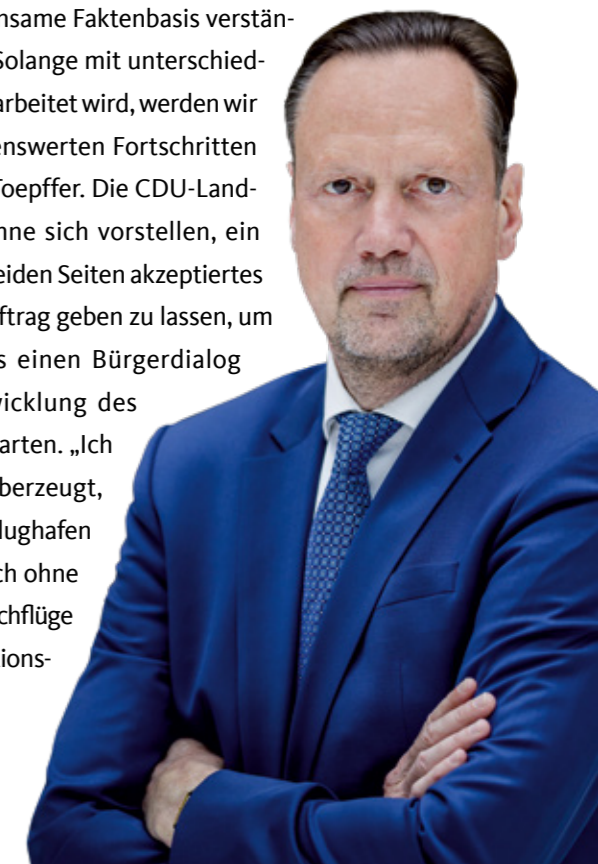 nsame Faktenbasis verstän-
Solange mit unterschied-
arbeitet wird, werden wir
enswerten Fortschritten
Toepffer. Die CDU-Land-
nne sich vorstellen, ein
eiden Seiten akzeptiertes
ftrag geben zu lassen, um
s einen Bürgerdialog
wicklung des
arten. „Ich
berzeugt,
lughafen
ch ohne
chflüge
tions-